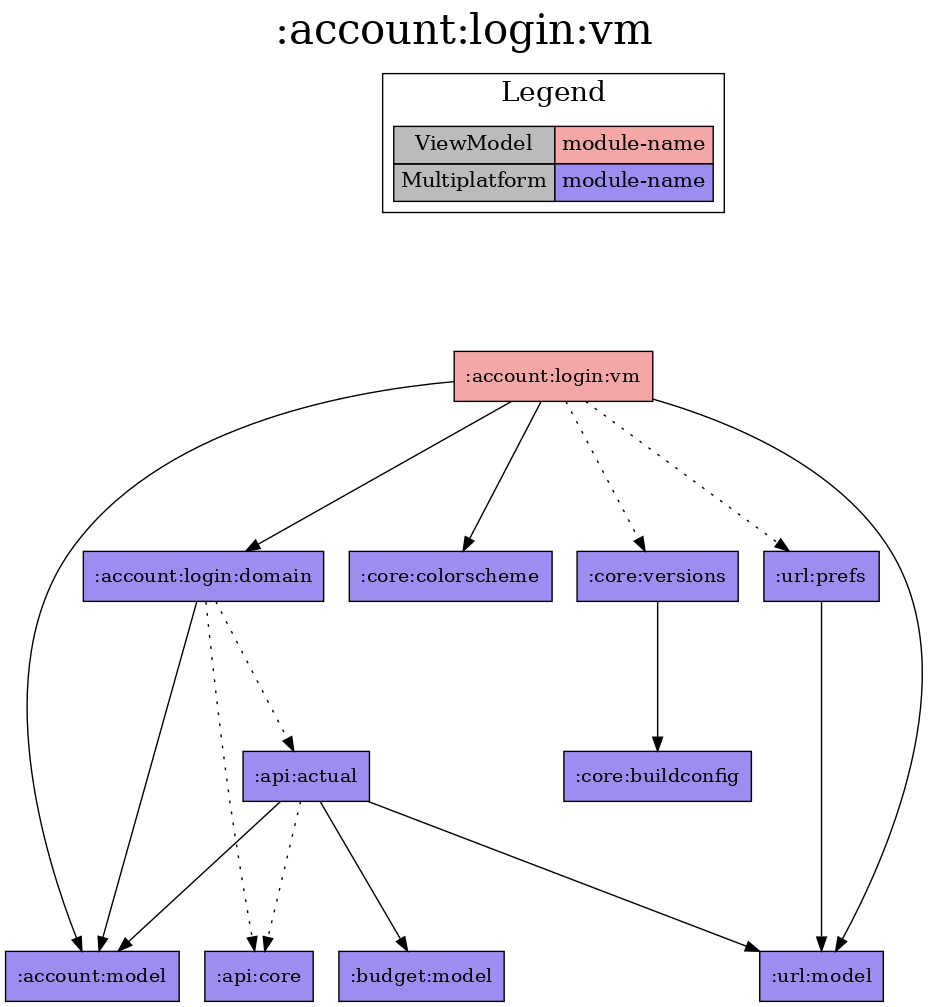 :account:login:vm
Legend
ViewModel module-name
Multiplatform module-name
:account:login:vm
:account:login:domain :core:colorscheme :core:versions :url:prefs
:api:actual :core:buildconfig
:account:model :api:core :budget:model :url:model